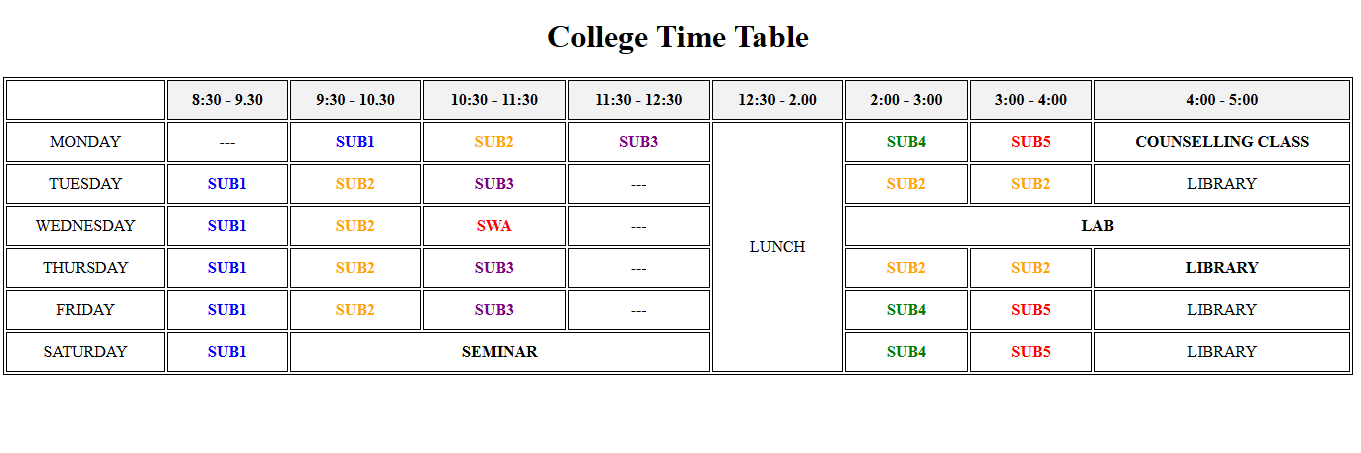 College Time Table
8:30 - 9.30 9:30 - 10.30 10:30 - 11:30 11:30 - 12:30 12:30 - 2.00 2:00 - 3:00 3:00 - 4:00 4:00 - 5:00
MONDAY --- SUB1 SUB2 SUB3 SUB4 SUB5 COUNSELLING CLASS
TUESDAY SUB1 SUB2 SUB3 --- SUB2 SUB2 LIBRARY
WEDNESDAY SUB1 SUB2 SWA --- LAB
LUNCH
THURSDAY SUB1 SUB2 SUB3 --- SUB2 SUB2 LIBRARY
FRIDAY SUB1 SUB2 SUB3 --- SUB4 SUB5 LIBRARY
SATURDAY SUB1 SEMINAR SUB4 SUB5 LIBRARY